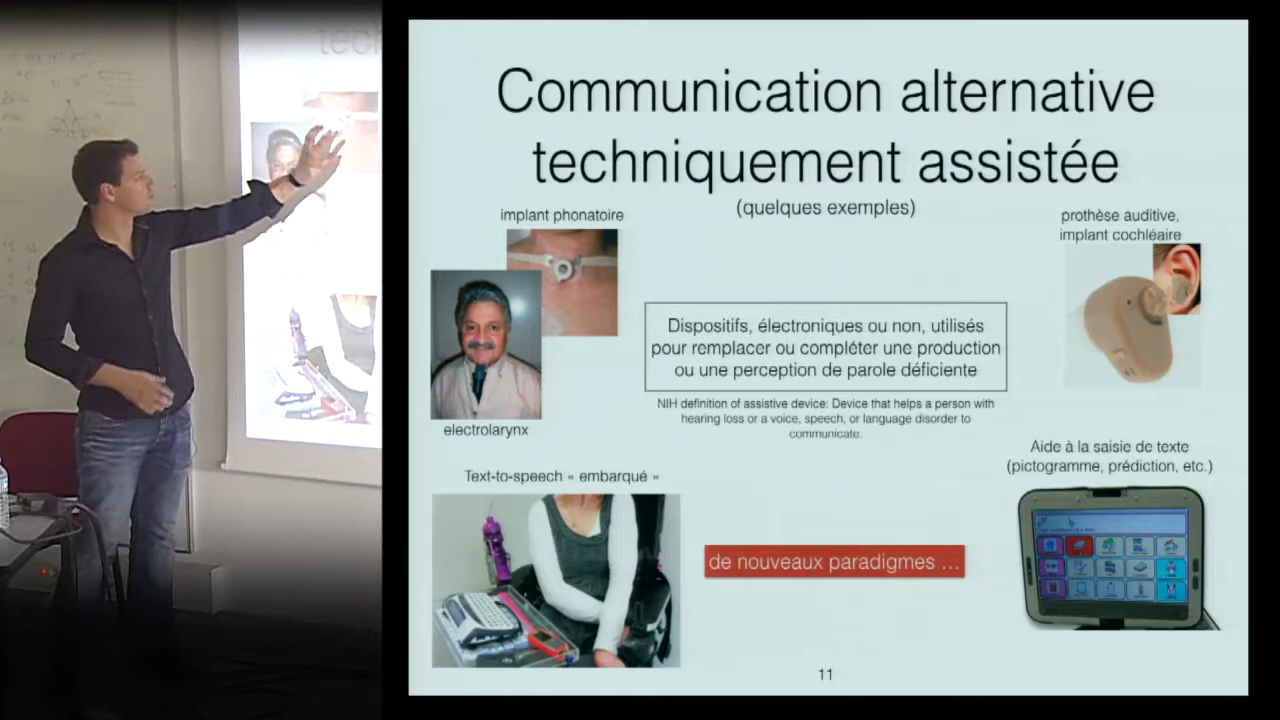 Communication alternative
techniquement assistée
(quelques exemples)
implant phonatoire
prothèse auditive,
implant cochléaire
Dispositifs, électroniques ou non, utilisés
pour remplacer ou compléter une production
ou une perception de parole déficiente
NIH definition of assistive device: Device that helps a person with
hearing loss or a voice, speech, or language disorder to
communicate.
electrolarynx
Aide à la saisie de texte
(pictogramme, prédiction, etc.)
Text-to-speech « embarqué »
de nouveaux paradigmes ...
11
tech